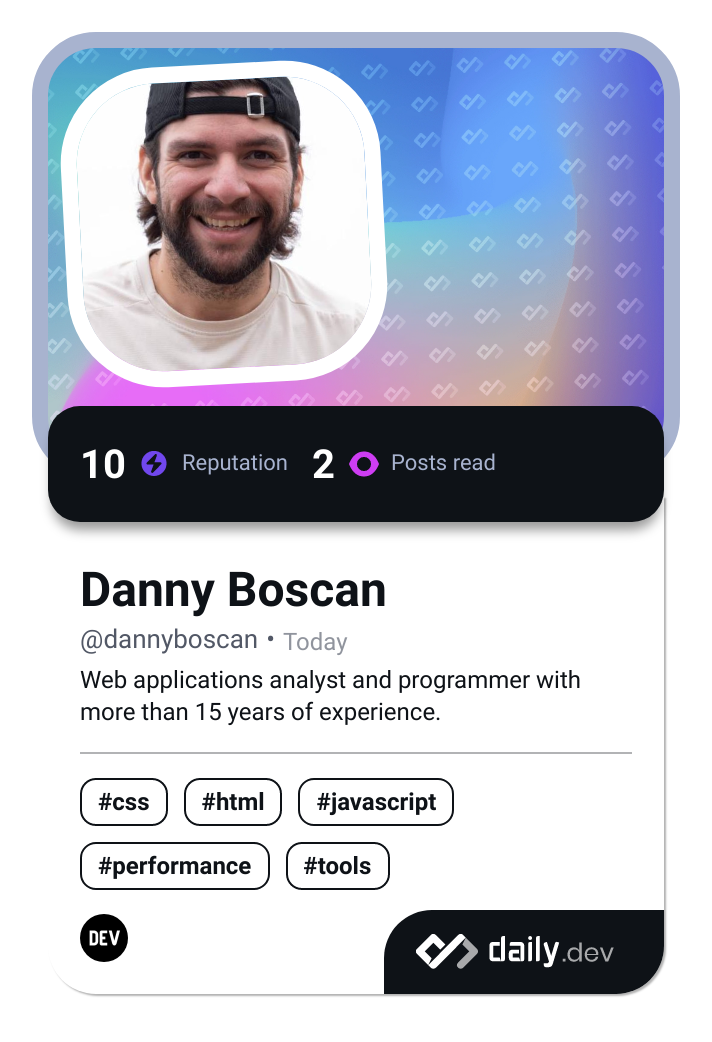 10 Reputation 2 Posts read
Danny Boscan
@dannyboscan • Today
Web applications analyst and programmer with
more than 15 years of experience.
#css #html #javascript
#performance #tools
DEV
daily.dev